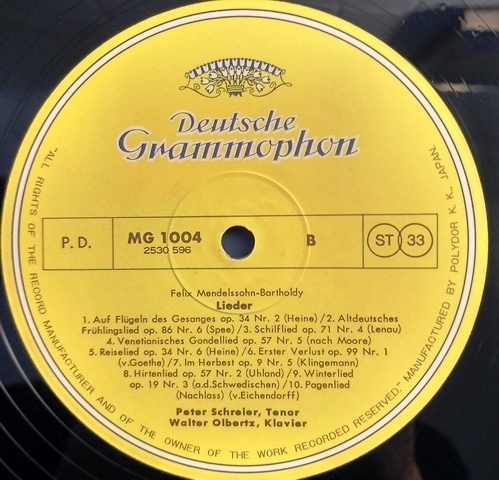 Deutsche
Grammophon
P.D.
MG 1004
2530 596
B
ST 33
Felix Mendelssohn-Bartholdy
Lieder
1. Auf Flügeln des Gesanges op. 34 Nr. 2 (Heine)/2. Altdeutsches
Frühlingslied op. 86 Nr. 6 (Spee)/3. Schilflied op. 71 Nr. 4 (Lenau)
4. Venetianisches Gondellied op. 57 Nr. 5 (nach Moore)
5. Reiselied op. 34 Nr. 6 (Heine)/6. Erster Verlust op. 99 Nr. 1
(v.Goethe)/7. Im Herbst op. 9 Nr. 5 (Klingemann)
8. Hirtenlied op. 57 Nr. 2 (Uhland)/9. Winterlied
op. 19 Nr. 3 (a.d.Schwedischen)/10. Pagenlied
(Nachlass) (v.Eichendorff)
Peter Schreier, Tenor
Walter Olbertz, Klavier
"ALL RIGHTS OF THE RECORD MANUFACTURER AND OF THE OWNER OF THE WORK RECORDED RESERVED." MANUFACTURED BY POLYDOR K. K., JAPAN.